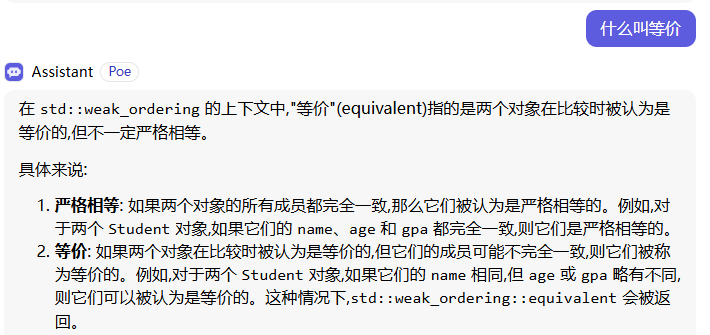 什么叫等价
Assistant Poe
在 std::weak_ordering 的上下文中,"等价"(equivalent)指的是两个对象在比较时被认为是
等价的,但不一定严格相等。
具体来说:
1. 严格相等: 如果两个对象的所有成员都完全一致,那么它们被认为是严格相等的。例如,对
于两个 Student 对象,如果它们的 name、age 和 gpa 都完全一致,则它们是严格相等的。
2. 等价: 如果两个对象在比较时被认为是等价的,但它们的成员可能不完全一致,则它们被称
为等价的。例如,对于两个 Student 对象,如果它们的 name 相同,但 age 或 gpa 略有不同,
则它们可以被认为是等价的。这种情况下,std::weak_ordering::equivalent 会被返
回。